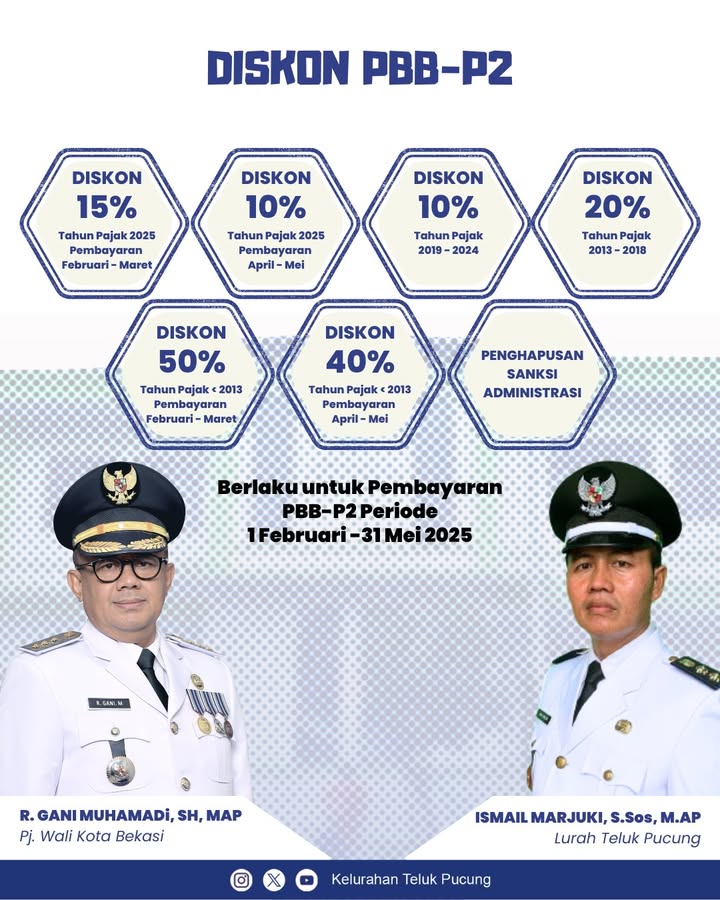 DISKON PBB-P2
DISKON
15%
Tahun Pajak 2025
Pembayaran
Februari - Maret
DISKON
10%
Tahun Pajak 2025
Pembayaran
April - Mei
DISKON
10%
Tahun Pajak
2019 - 2024
DISKON
20%
Tahun Pajak
2013 - 2018
DISKON
50%
Tahun Pajak < 2013
Pembayaran
Februari - Maret
DISKON
40%
Tahun Pajak < 2013
Pembayaran
April - Mei
PENGHAPUSAN
SANKSI
ADMINISTRASI
Berlaku untuk Pembayaran
PBB-P2 Periode
1 Februari -31 Mei 2025
R. GANI. M
R. GANI MUHAMADi, SH, MAP
Pj. Wali Kota Bekasi
ISMAIL MARJUKI, S.Sos, M.AP
Lurah Teluk Pucung
Kelurahan Teluk Pucung